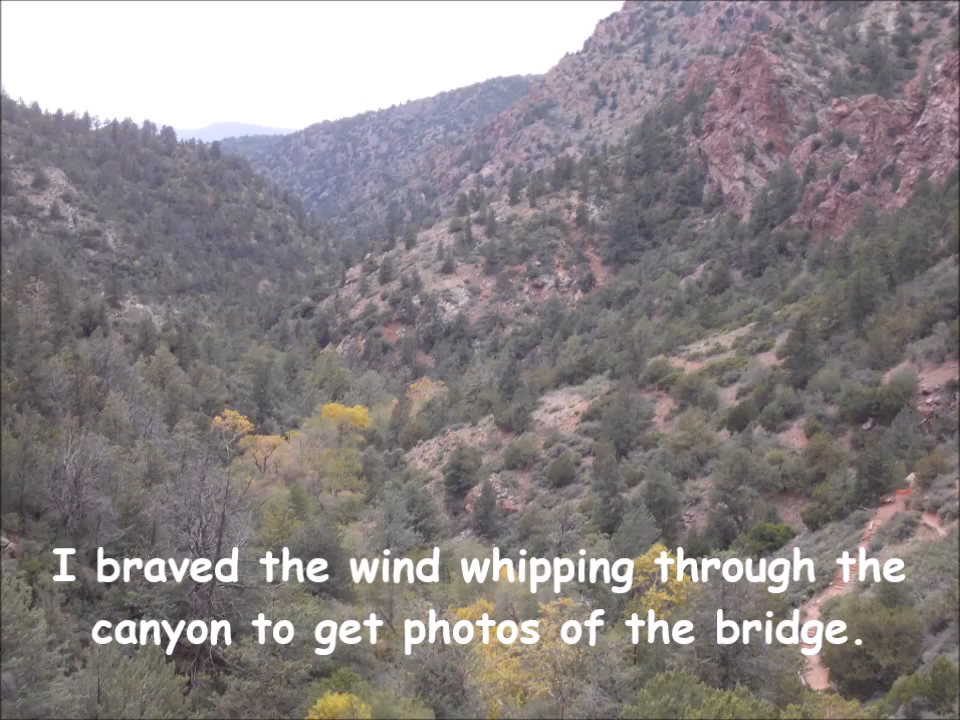 I braved the wind whipping through the
canyon to get photos of the bridge.